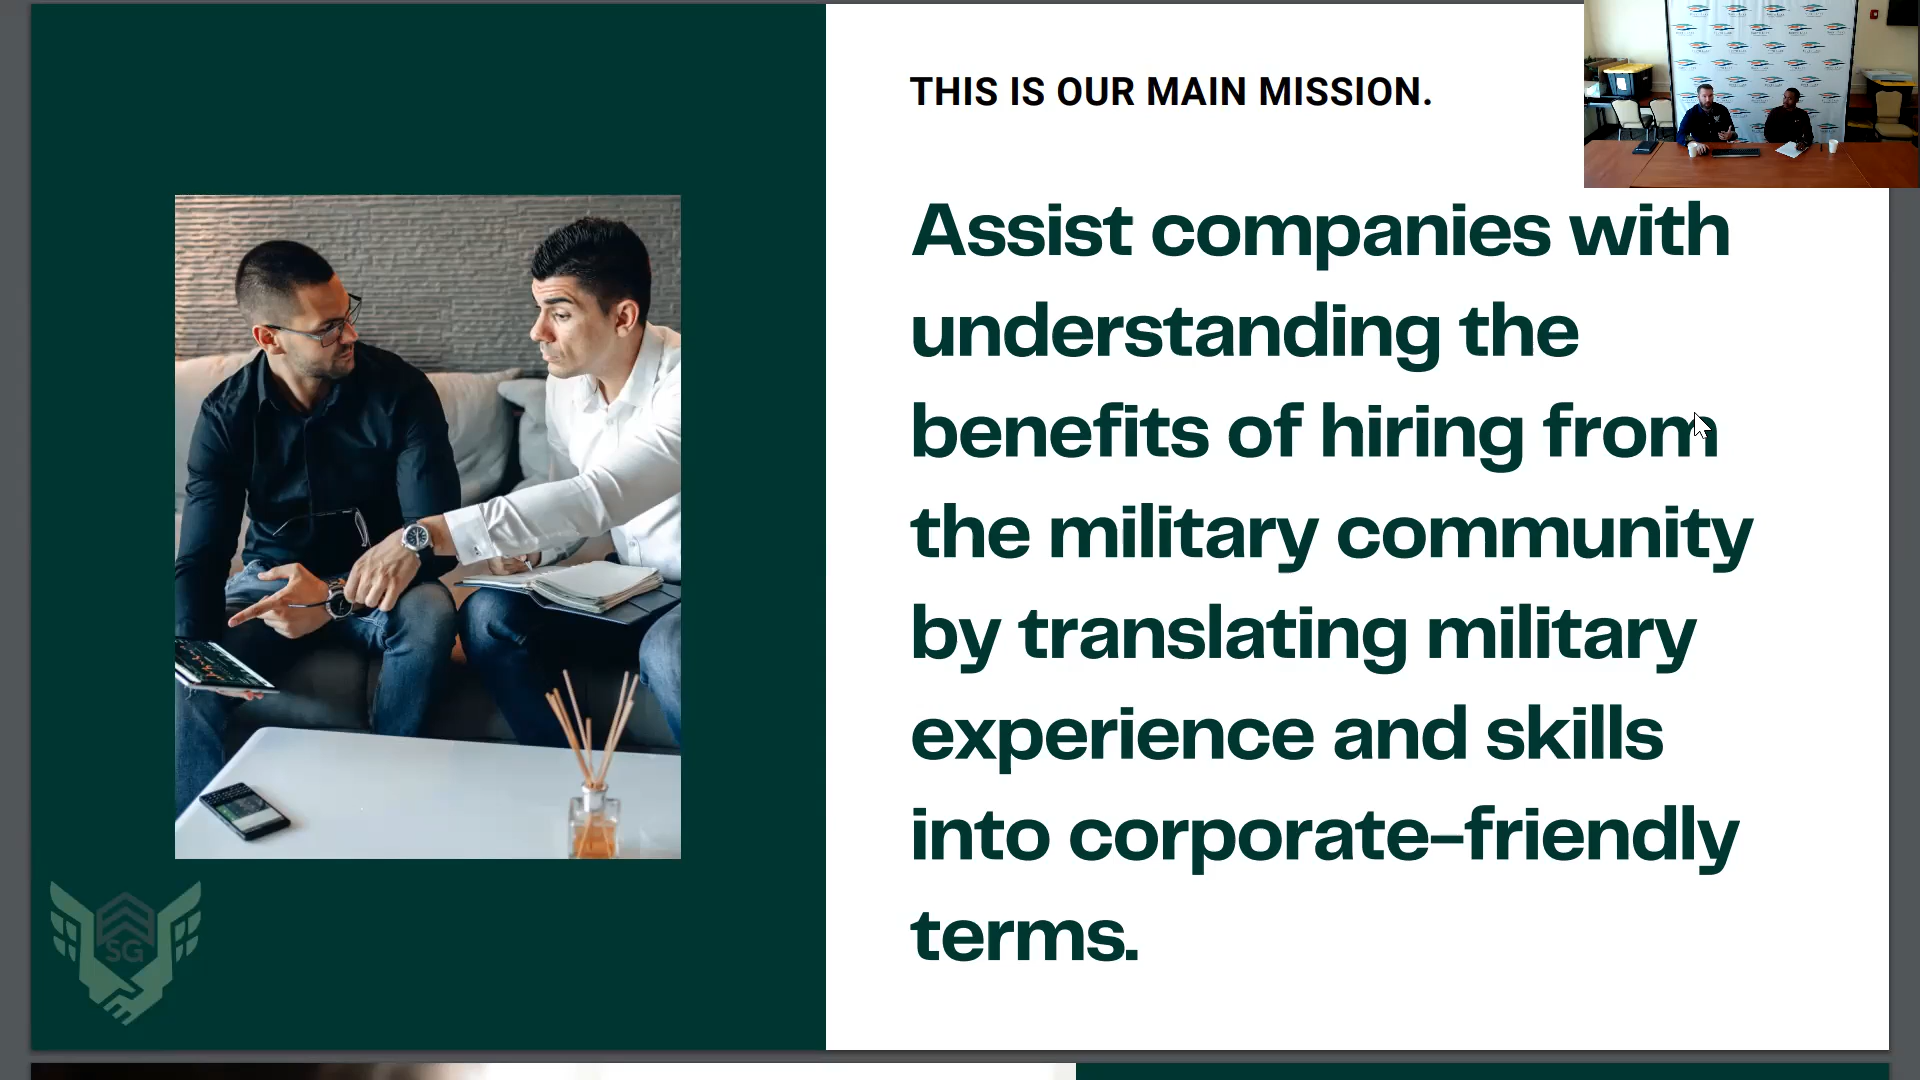 THIS IS OUR MAIN MISSION.
Assist companies with
understanding the
benefits of hiring from
the military community
by translating military
experience and skills
into corporate-friendly
terms.
SG